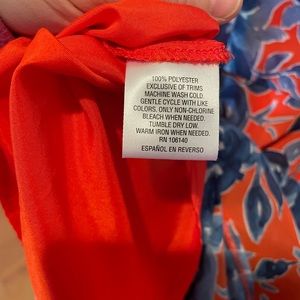 100% POLYESTER
EXCLUSIVE OF TRIMS
MACHINE WASH COLD.
GENTLE CYCLE WITH LIKE
COLORS, ONLY NON-CHLORINE
BLEACH WHEN NEEDED.
TUMBLE DRY LOW.
WARM IRON WHEN NEEDED.
RN 106140
ESPAÑOL EN REVERSO